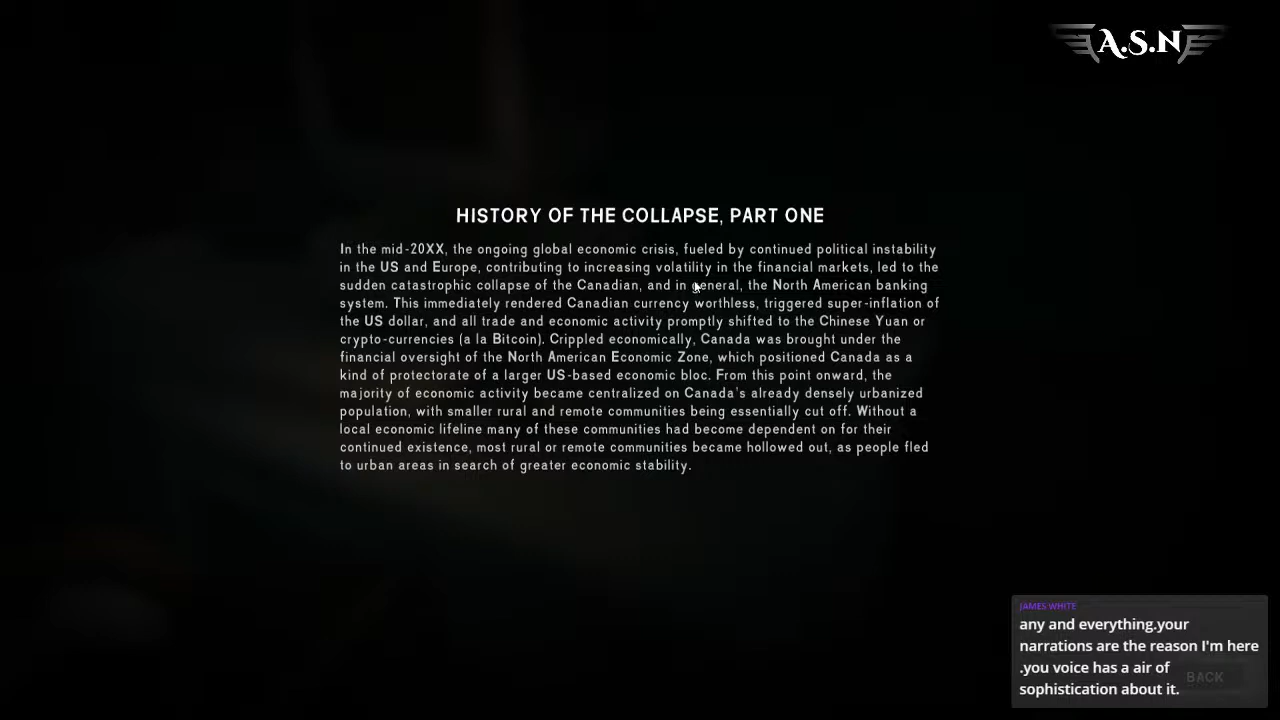 A.S.N
HISTORY OF THE COLLAPSE, PART ONE
In the mid-20XX, the ongoing global economic crisis, fueled by continued political instability
in the US and Europe, contributing to increasing volatility in the financial markets, led to the
sudden catastrophic collapse of the Canadian, and in general, the North American banking
system. This immediately rendered Canadian currency worthless, triggered super-inflation of
the US dollar, and all trade and economic activity promptly shifted to the Chinese Yuan or
crypto-currencies (a la Bitcoin). Crippled economically, Canada was brought under the
financial oversight of the North American Economic Zone, which positioned Canada as a
kind of protectorate of a larger US-based economic bloc. From this point onward, the
majority of economic activity became centralized on Canada's already densely urbanized
population, with smaller rural and remote communities being essentially cut off. Without a
local economic lifeline many of these communities had become dependent on for their
continued existence, most rural or remote communities became hollowed out, as people fled
to urban areas in search of greater economic stability.
JAMES WHITE
any and everything.your
narrations are the reason I'm here
.you voice has a air of
sophistication about it.
BACK